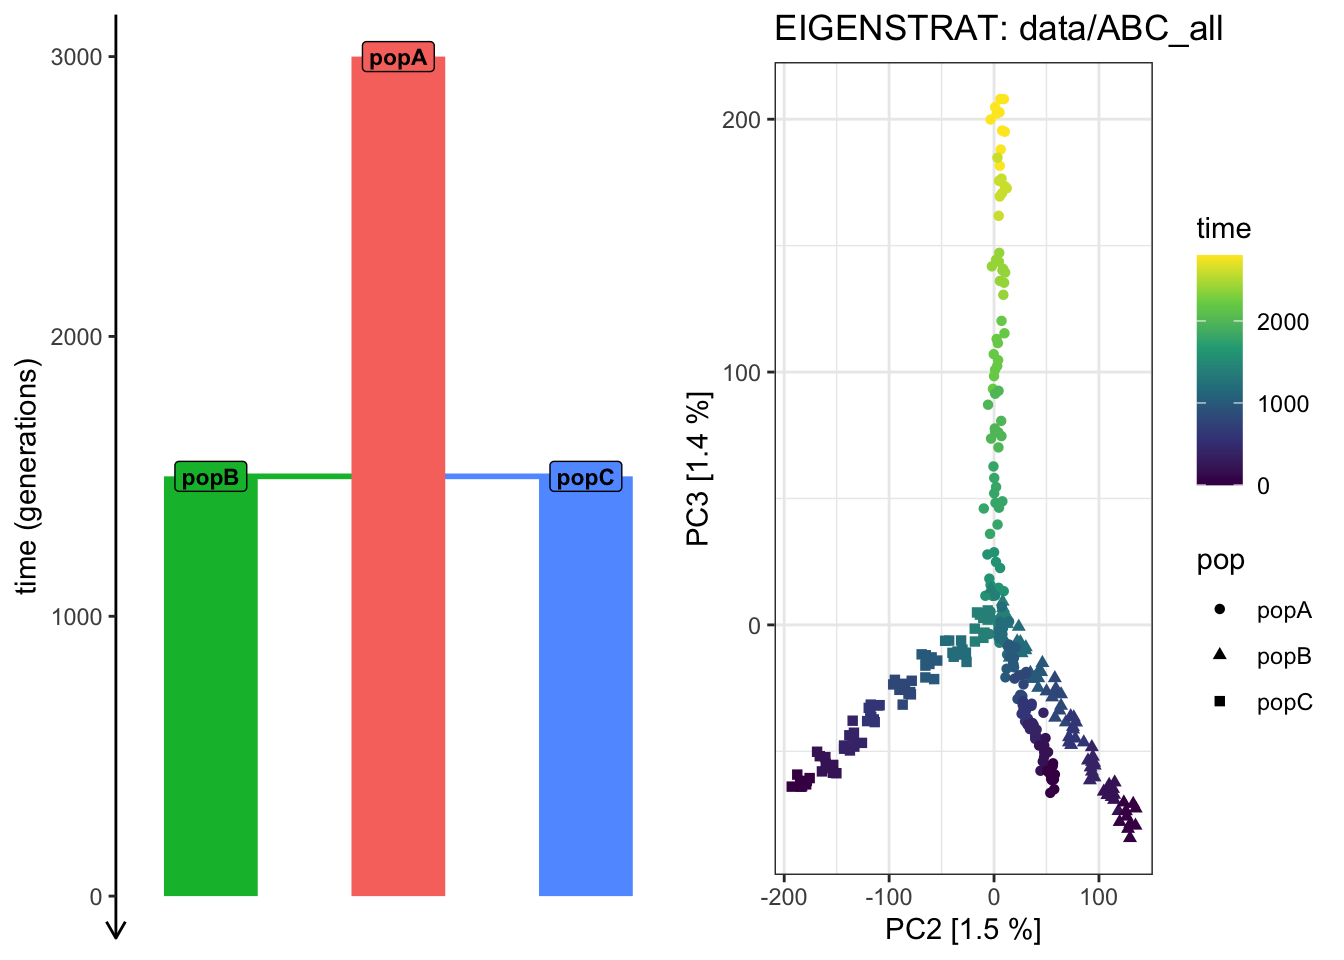 time (generations)
3000
2000
1000
0
popA
popB
popC
EIGENSTRAT: data/ABC_all
PC3 [1.4 %]
200
100
0
-200
-100
0
100
PC2 [1.5 %]
time
2000
1000
0
pop
popA
popB
popC